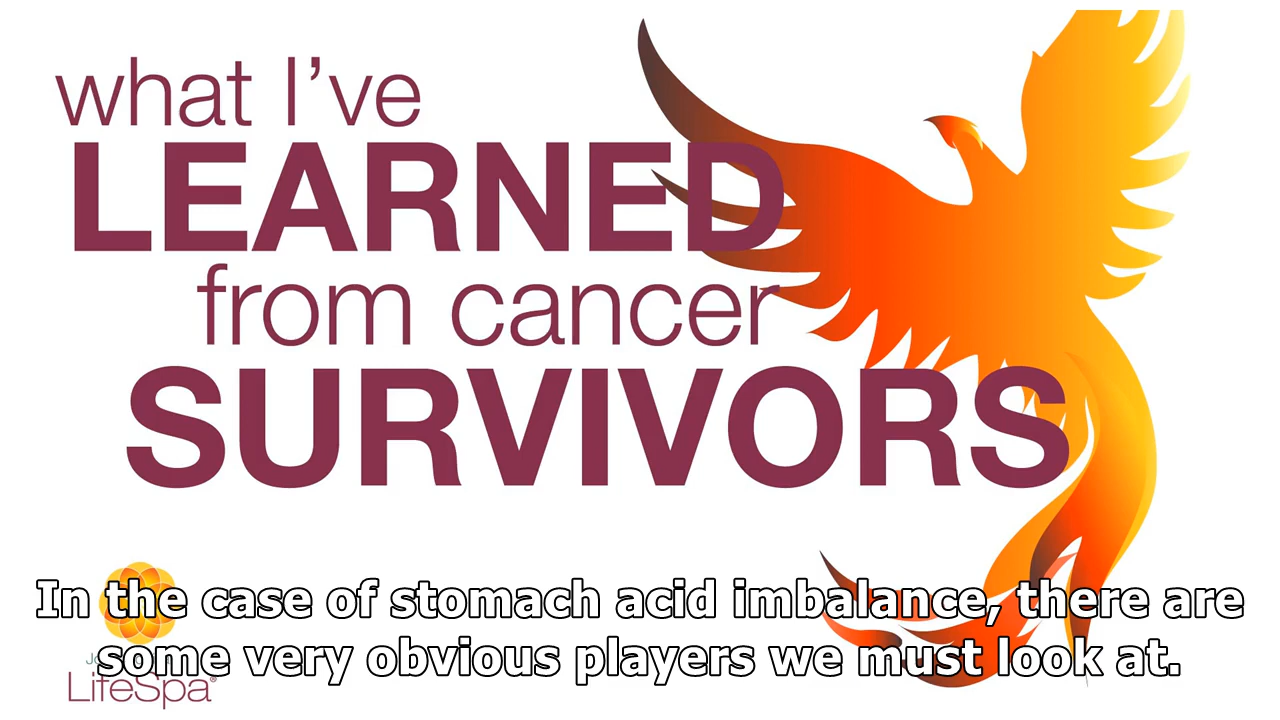 what I've
LEARNED
from cancer
SURVIVORS
In the case of stomach acid imbalance, there are
some very obvious players we must look at.
LifeSpa®